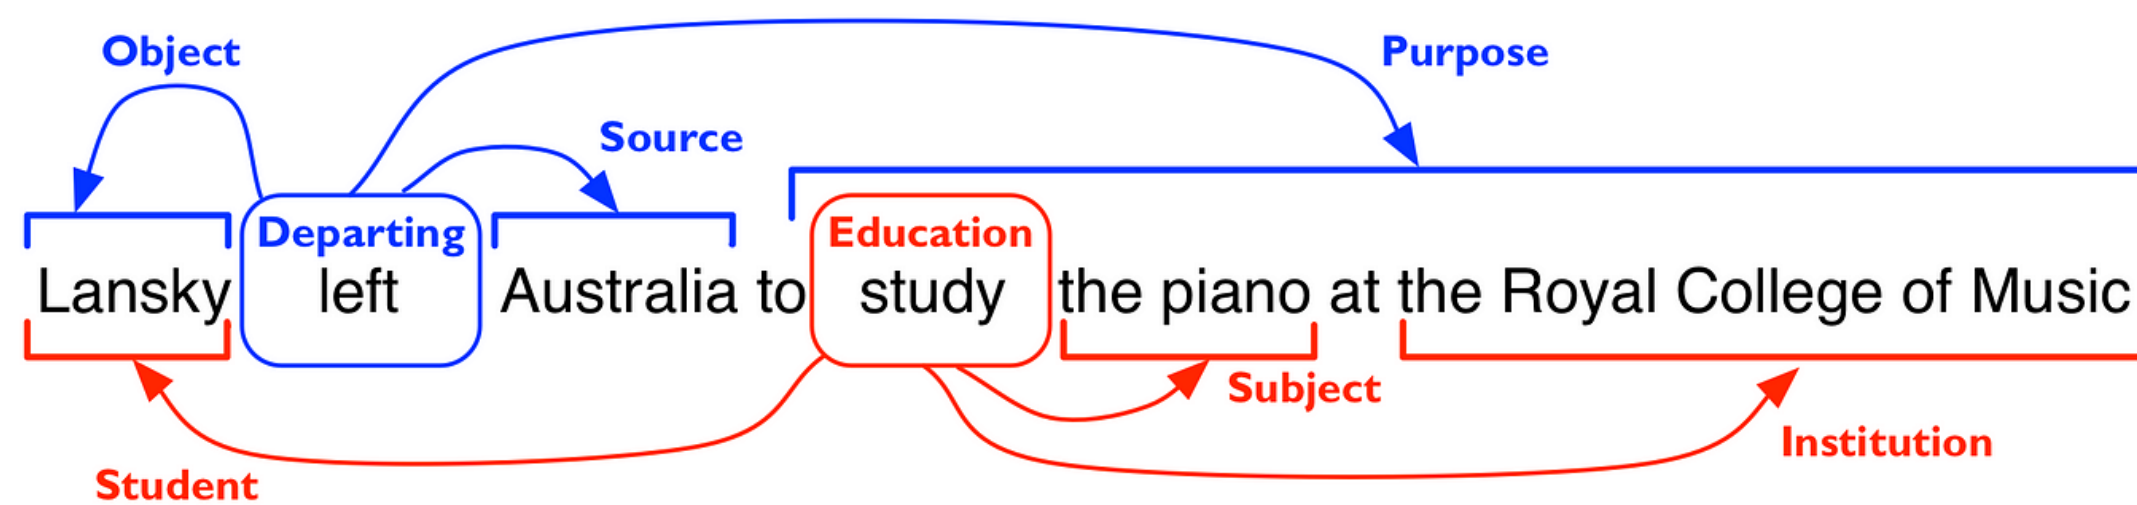 Object
Purpose
Source
Departing
Education
Lansky left Australia to study the piano at the Royal College of Music
Subject
Institution
Student